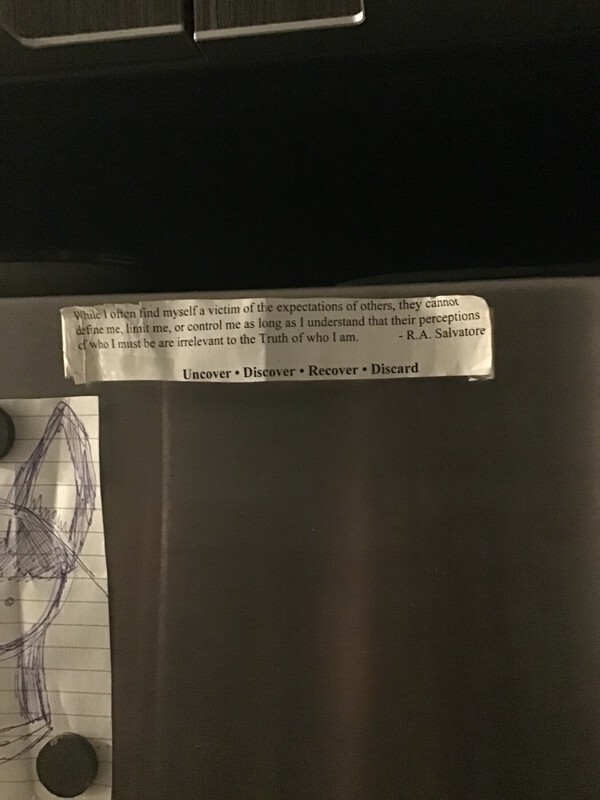 While I often find myself a victim of the expectations of others, they cannot
define me, limit me, or control me as long as I understand that their perceptions
of who I must be are irrelevant to the Truth of who I am. - R.A. Salvatore
Uncover • Discover • Recover • Discard